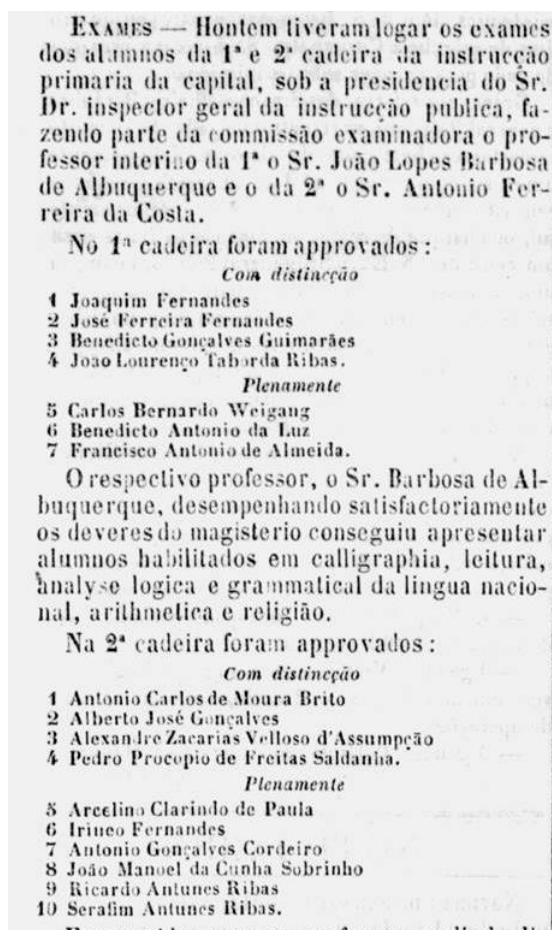 EXAMES — Hontem tiveram logar os exames
dos alumnos da 1ª e 2ª cadeira da instrucção
primaria da capital, sob a presidencia do Sr.
Dr. inspector geral da instrucção publica, fa-
zendo parte da commissão examinadora o pro-
fessor interino da 1ª o Sr. João Lopes Barbosa
de Albuquerque e o da 2ª o Sr. Antonio Fer-
reira da Costa.
No 1ª cadeira foram approvados :
Com distincção
1 Joaquim Fernandes
2 José Ferreira Fernandes
3 Benedicto Gonçalves Guimarães
4 Joao Lourenço Taborda Ribas.
Plenamente
5 Carlos Bernardo Weigang
6 Benedicto Antonio da Luz
7 Francisco Antonio de Almeida.
O respectivo professor, o Sr. Barbosa de Al-
buquerque, desempenhando satisfactoriamente
os deveres do magisterio conseguiu apresentar
alumnos habilitados em calligraphia, leitura,
analyse logica e grammatical da lingua nacio-
nal, arithmetica e religião.
Na 2ª cadeira foram approvados :
Com distincção
1 Antonio Carlos de Moura Brito
2 Alberto José Gonçalves
3 Alexandre Zacarias Velloso d'Assumpção
4 Pedro Procopio de Freitas Saldanha.
Plenamente
5 Arcelino Clarindo de Paula
6 Irineo Fernandes
7 Antonio Gonçalves Cordeiro
8 João Manoel da Cunha Sobrinho
9 Ricardo Antunes Ribas
10 Serafim Antunes Ribas.